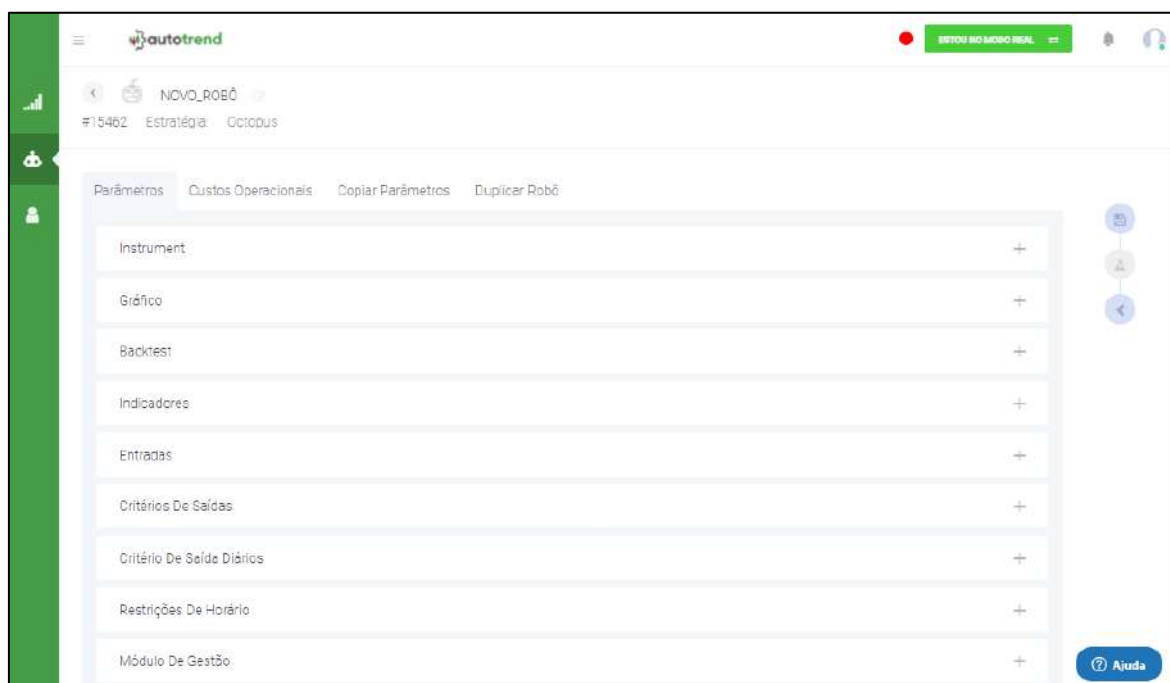 autotrend
ESTOU NO MODO REAL
NOVO_ROBÔ
#15462 Estratégia: Octopus
Parâmetros Custos Operacionais Copiar Parâmetros Duplicar Robô
Instrument
Gráfico
Backtest
Indicadores
Entradas
Critérios De Saídas
Critério De Saída Diários
Restrições De Horário
Módulo De Gestão
Ajuda